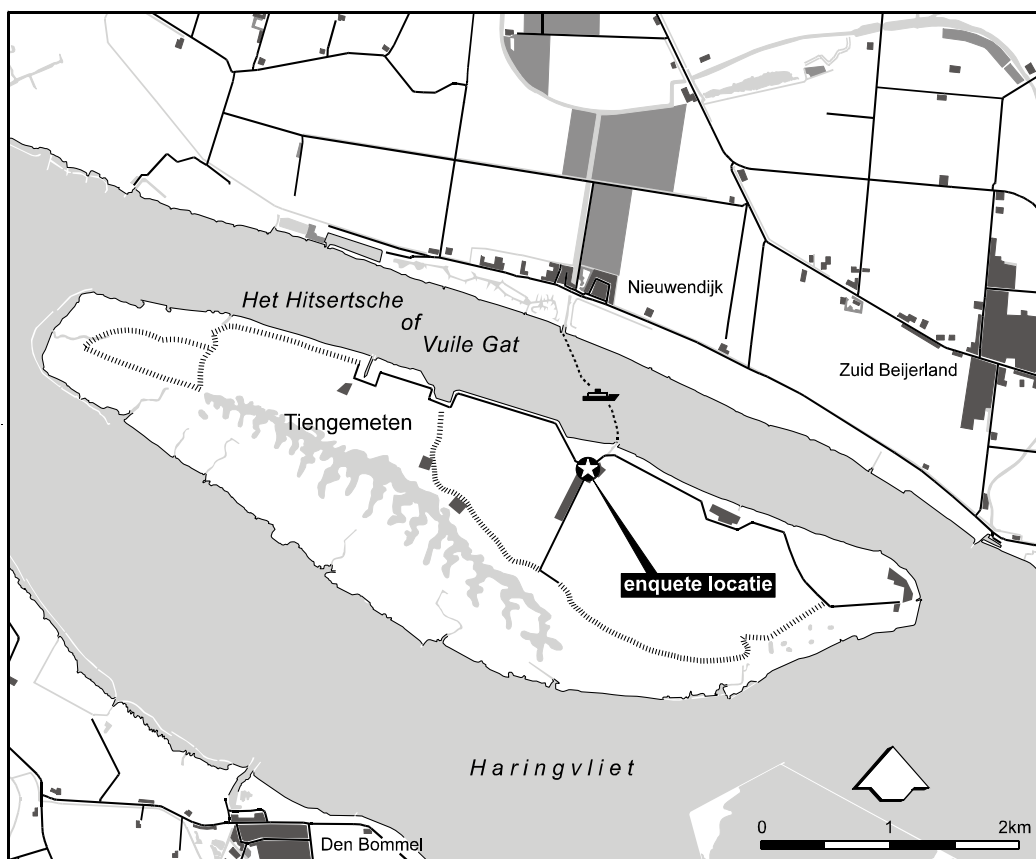 Het Hitsertsche
of
Vuile Gat
Nieuwendijk
Zuid Beijerland
Tiengemeten
enquete locatie
Haringvliet
Den Bommel
0 1 2km